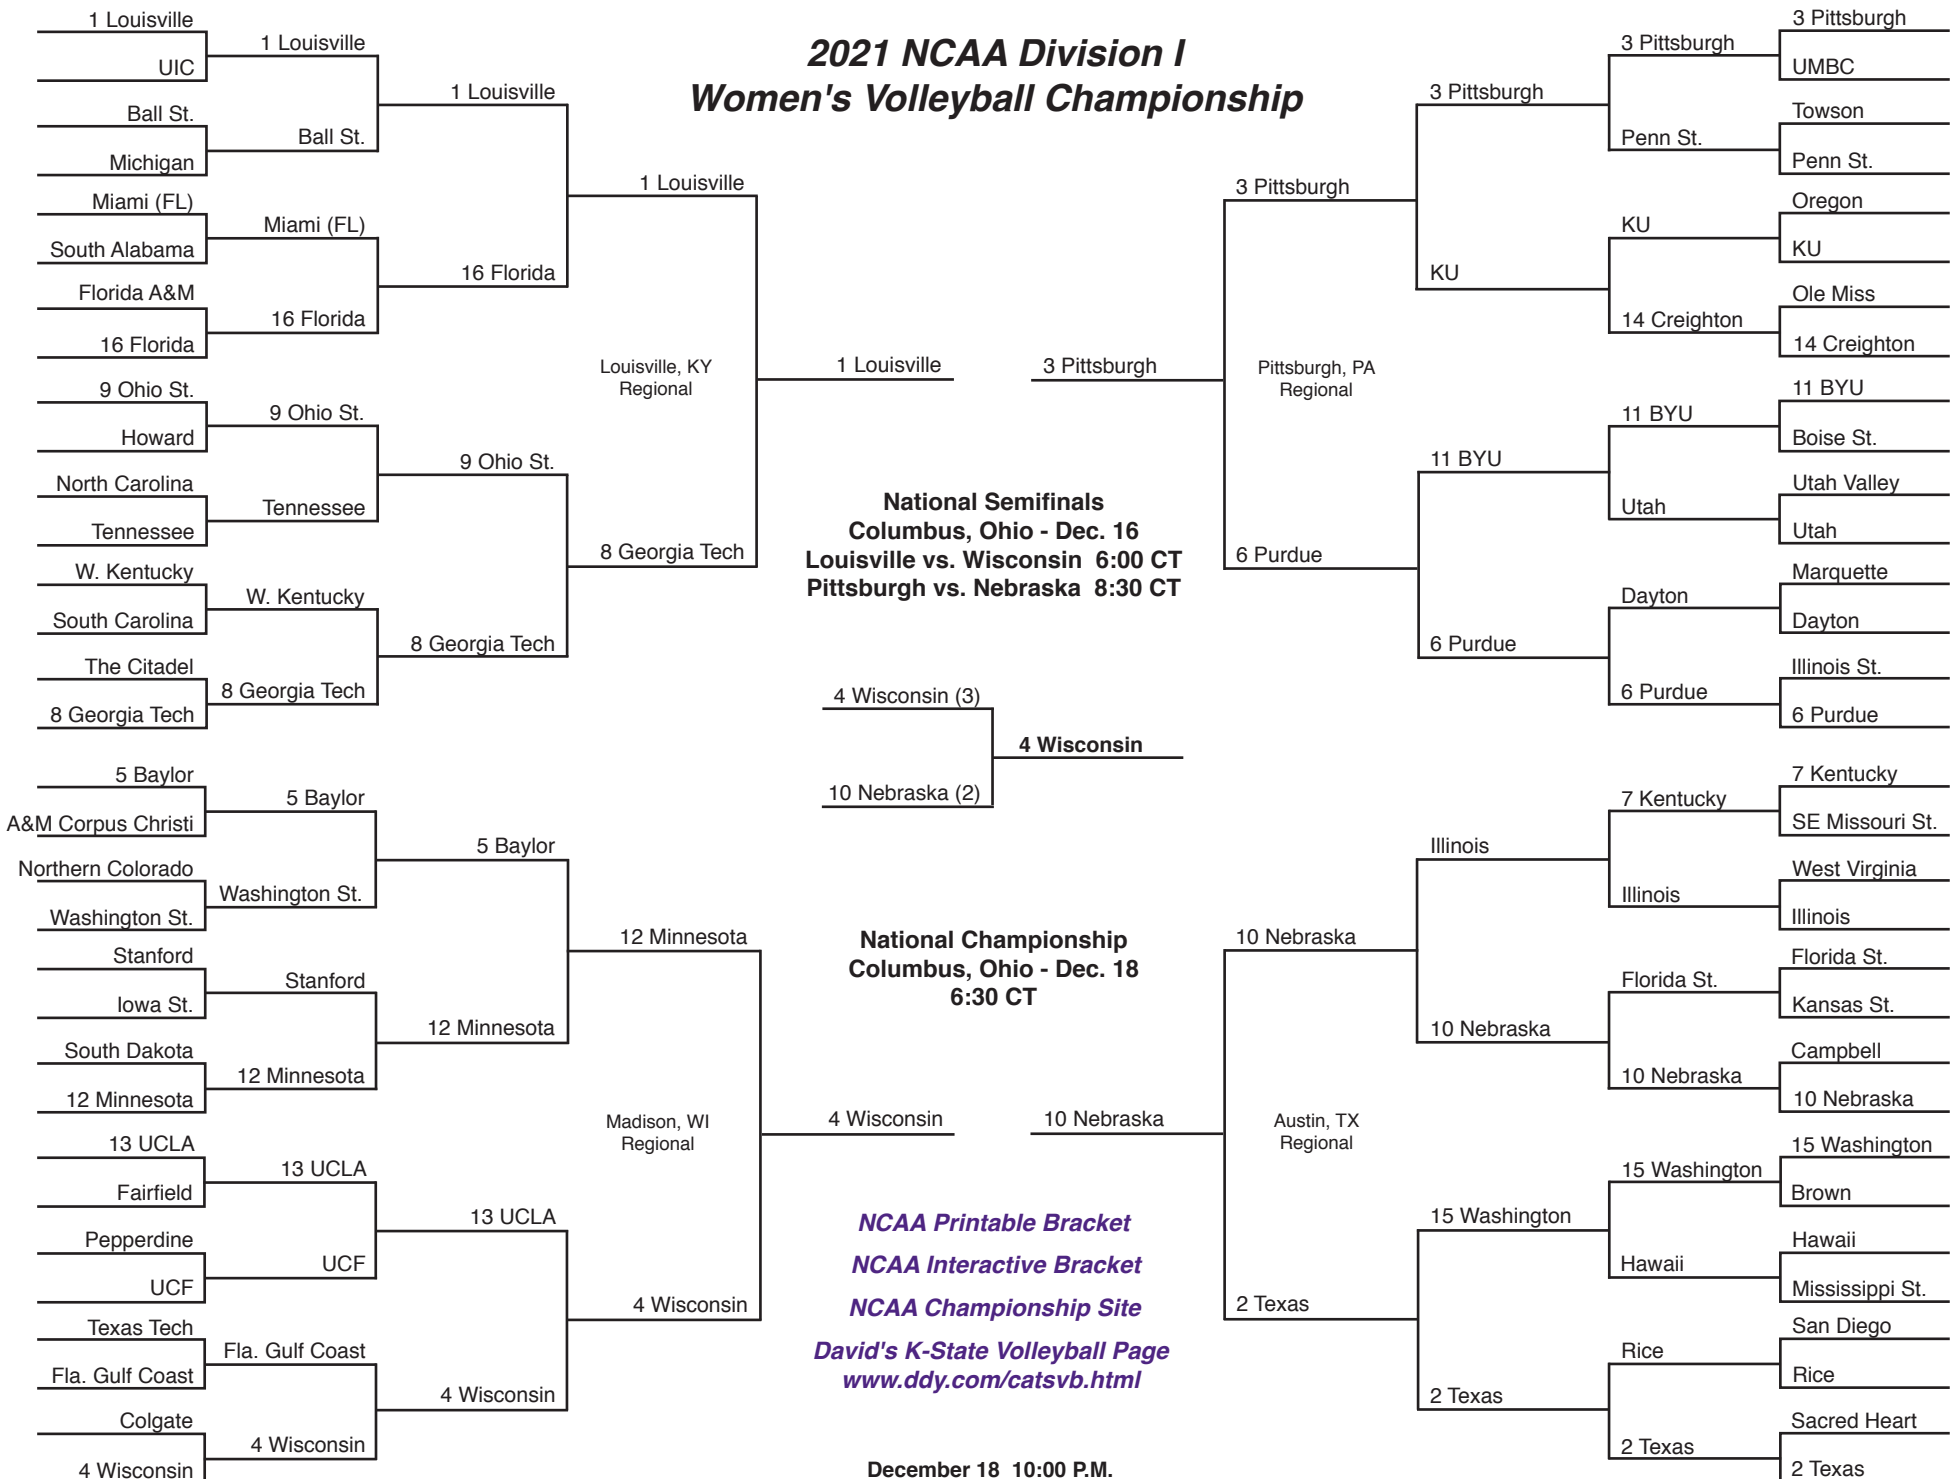 2021 NCAA Division I
Women's Volleyball Championship
1 Louisville
UIC
Ball St.
Michigan
Miami (FL)
South Alabama
Florida A&M
16 Florida
9 Ohio St.
Howard
North Carolina
Tennessee
W. Kentucky
South Carolina
The Citadel
8 Georgia Tech
1 Louisville
Ball St.
Miami (FL)
16 Florida
9 Ohio St.
Tennessee
W. Kentucky
8 Georgia Tech
1 Louisville
16 Florida
9 Ohio St.
8 Georgia Tech
1 Louisville
8 Georgia Tech
Louisville, KY
Regional
1 Louisville
5 Baylor
A&M Corpus Christi
Northern Colorado
Washington St.
Stanford
Iowa St.
South Dakota
12 Minnesota
13 UCLA
Fairfield
Pepperdine
UCF
Texas Tech
Fla. Gulf Coast
Colgate
4 Wisconsin
5 Baylor
Washington St.
Stanford
12 Minnesota
13 UCLA
UCF
Fla. Gulf Coast
4 Wisconsin
5 Baylor
12 Minnesota
13 UCLA
4 Wisconsin
12 Minnesota
4 Wisconsin
Madison, WI
Regional
4 Wisconsin
National Semifinals
Columbus, Ohio - Dec. 16
Louisville vs. Wisconsin 6:00 CT
Pittsburgh vs. Nebraska 8:30 CT
4 Wisconsin (3)
10 Nebraska (2)
4 Wisconsin
National Championship
Columbus, Ohio - Dec. 18
6:30 CT
NCAA Printable Bracket
NCAA Interactive Bracket
NCAA Championship Site
David's K-State Volleyball Page
www.ddy.com/catsvb.html
December 18 10:00 P.M.
3 Pittsburgh
Pittsburgh, PA
Regional
3 Pittsburgh
6 Purdue
3 Pittsburgh
KU
11 BYU
6 Purdue
3 Pittsburgh
Penn St.
KU
14 Creighton
11 BYU
Utah
Dayton
6 Purdue
3 Pittsburgh
UMBC
Towson
Penn St.
Oregon
KU
Ole Miss
14 Creighton
11 BYU
Boise St.
Utah Valley
Utah
Marquette
Dayton
Illinois St.
6 Purdue
10 Nebraska
Austin, TX
Regional
10 Nebraska
2 Texas
Illinois
10 Nebraska
15 Washington
2 Texas
7 Kentucky
Illinois
Florida St.
10 Nebraska
15 Washington
Hawaii
Rice
2 Texas
7 Kentucky
SE Missouri St.
West Virginia
Illinois
Florida St.
Kansas St.
Campbell
10 Nebraska
15 Washington
Brown
Hawaii
Mississippi St.
San Diego
Rice
Sacred Heart
2 Texas